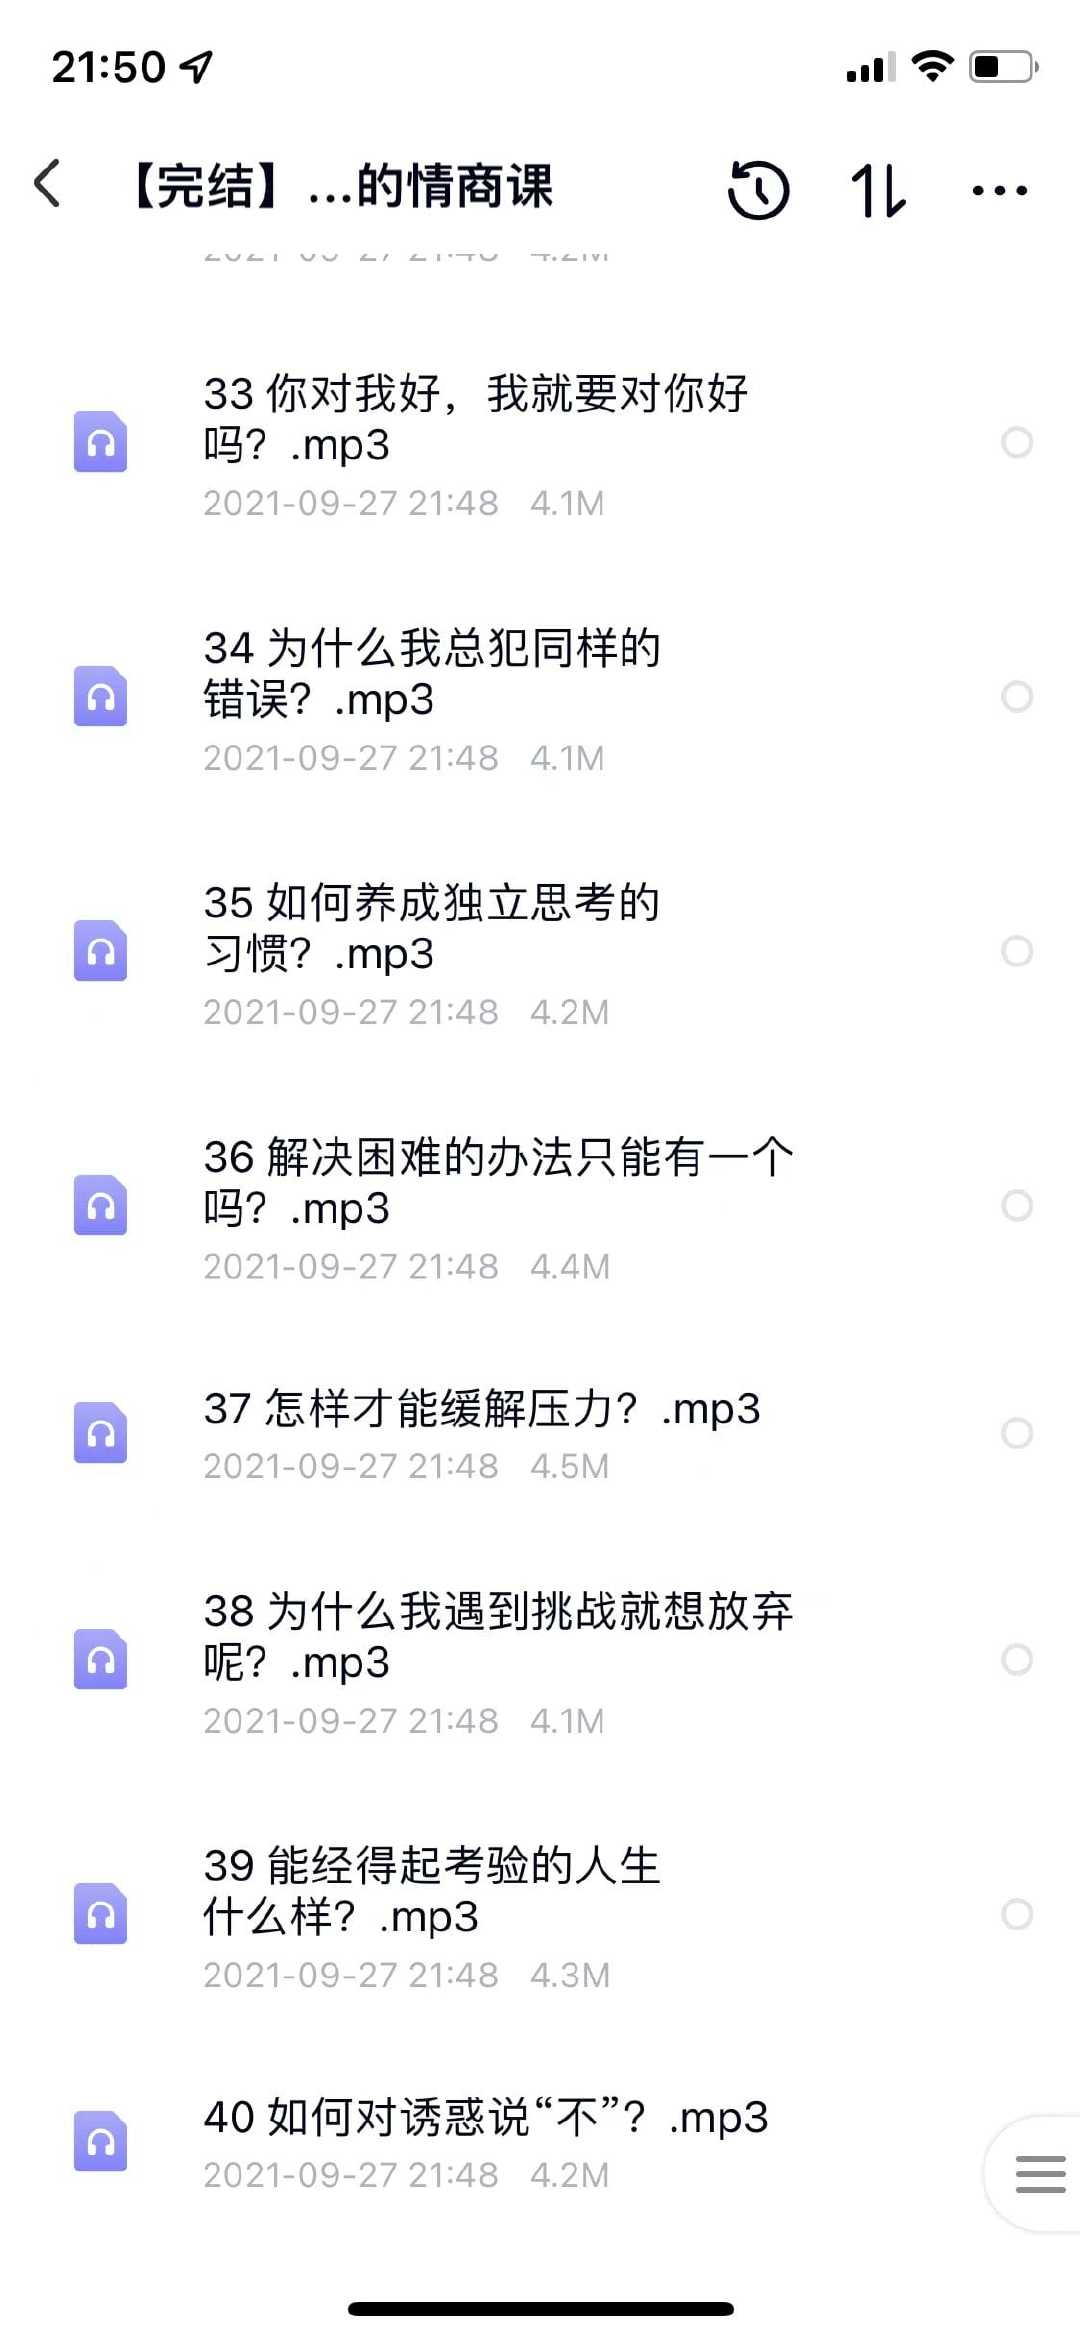 21:50
【完结】...的情商课
33 你对我好，我就要对你好
吗？.mp3
2021-09-27 21:48 4.1M
34 为什么我总犯同样的
错误？.mp3
2021-09-27 21:48 4.1M
35 如何养成独立思考的
习惯？.mp3
2021-09-27 21:48 4.2M
36 解决困难的办法只能有一个
吗？.mp3
2021-09-27 21:48 4.4M
37 怎样才能缓解压力？.mp3
2021-09-27 21:48 4.5M
38 为什么我遇到挑战就想放弃
呢？.mp3
2021-09-27 21:48 4.1M
39 能经得起考验的人生
什么样？.mp3
2021-09-27 21:48 4.3M
40 如何对诱惑说“不”？.mp3
2021-09-27 21:48 4.2M